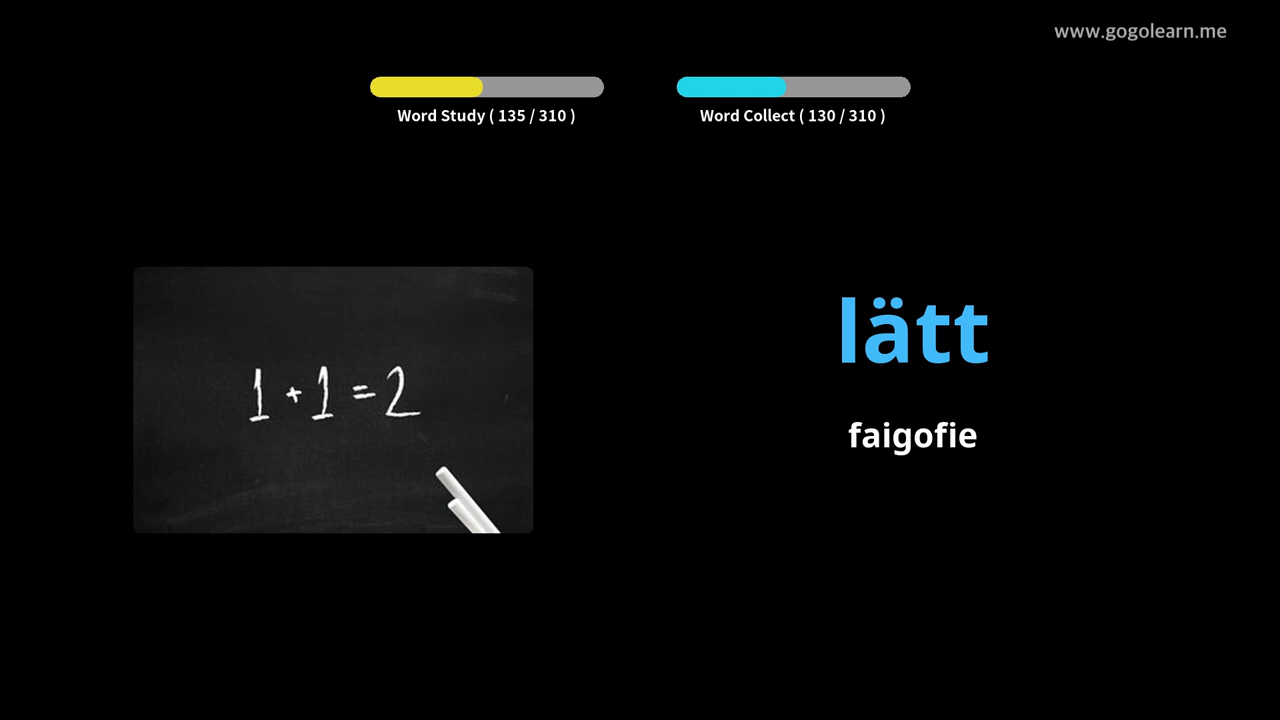 www.gogolearn.me
Word Study ( 135 / 310 )
Word Collect ( 130 / 310 )
1 + 1 = 2
lätt
faigofie